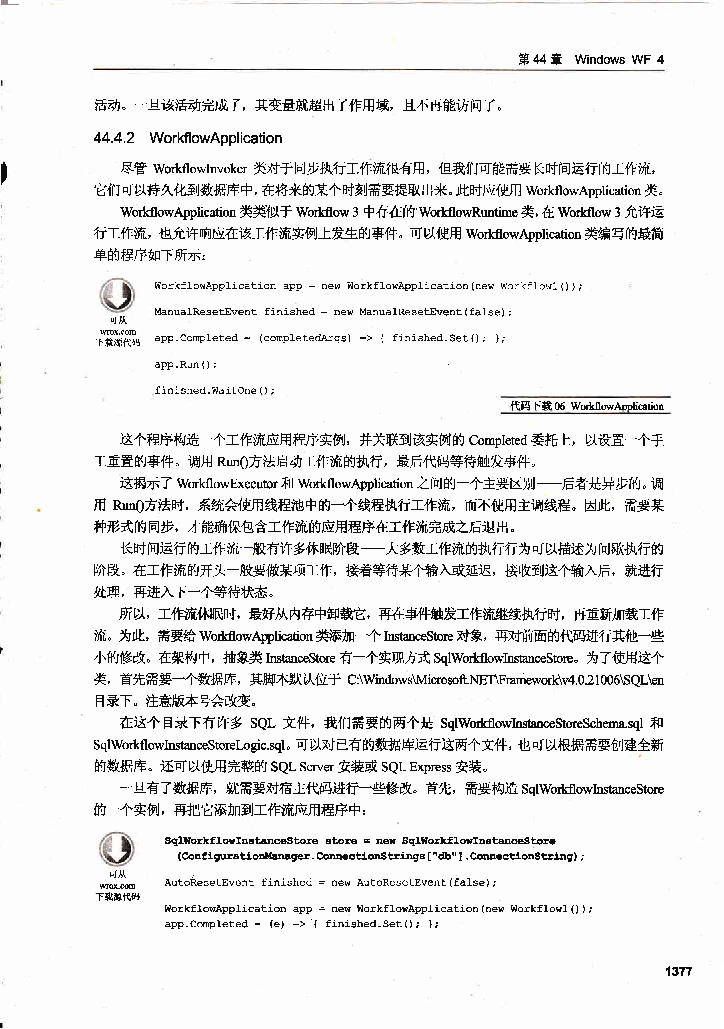 第 44 章 Windows WF 4
活动。一旦该活动完成了，其变量就超出了作用域，且不再能访问了。
44.4.2 WorkflowApplication
尽管 WorkflowInvoker 类对于同步执行工作流很有用，但我们可能需要长时间运行的工作流，
它们可以持久化到数据库中，在将来的某个时刻需要提取出来。此时应使用 WorkflowApplication 类。
WorkflowApplication 类类似于 Workflow 3 中存在的 WorkflowRuntime 类，在 Workflow 3 允许运
行工作流，也允许响应在该工作流实例上发生的事件。可以使用 WorkflowApplication 类编写的最简
单的程序如下所示：
WorkflowApplication app = new WorkflowApplication(new Workflow1());
ManualResetEvent finished = new ManualResetEvent(false);
可从
wrox.com
下载源代码
app.Completed = (completedArgs) => { finished.Set(); };
app.Run();
finished.WaitOne();
代码下载 06 WorkflowApplication
这个程序构造一个工作流应用程序实例，并关联到该实例的 Completed 委托上，以设置一个手
工重置的事件。调用 Run()方法启动工作流的执行，最后代码等待触发事件。
这揭示了 WorkflowExecutor 和 WorkflowApplication 之间的一个主要区别——后者是异步的。调
用 Run()方法时，系统会使用线程池中的一个线程执行工作流，而不使用主调线程。因此，需要某
种形式的同步，才能确保包含工作流的应用程序在工作流完成之后退出。
长时间运行的工作流一般有许多休眠阶段——大多数工作流的执行行为可以描述为间歇执行的
阶段。在工作流的开头一般要做某项工作，接着等待某个输入或延迟，接收到这个输入后，就进行
处理，再进入下一个等待状态。
所以，工作流休眠时，最好从内存中卸载它，再在事件触发工作流继续执行时，再重新加载工作
流。为此，需要给 WorkflowApplication 类添加一个 InstanceStore 对象，再对前面的代码进行其他一些
小的修改。在架构中，抽象类 InstanceStore 有一个实现方式 SqlWorkflowInstanceStore。为了使用这个
类，首先需要一个数据库，其脚本默认位于 C:\Windows\Microsoft.NET\Framework\v4.0.21006\SQL\en
目录下。注意版本号会改变。
在这个目录下有许多 SQL 文件，我们需要的两个是 SqlWorkflowInstanceStoreSchema.sql 和
SqlWorkflowInstanceStoreLogic.sql。可以对已有的数据库运行这两个文件，也可以根据需要创建全新
的数据库。还可以使用完整的 SQL Server 安装或 SQL Express 安装。
一旦有了数据库，就需要对宿主代码进行一些修改。首先，需要构造 SqlWorkflowInstanceStore
的一个实例，再把它添加到工作流应用程序中：
SqlWorkflowInstanceStore store = new SqlWorkflowInstanceStore
(ConfigurationManager.ConnectionStrings["db"].ConnectionString);
可从
wrox.com
下载源代码
AutoResetEvent finished = new AutoResetEvent(false);
WorkflowApplication app = new WorkflowApplication(new Workflow1());
app.Completed = (e) => { finished.Set(); };
1377